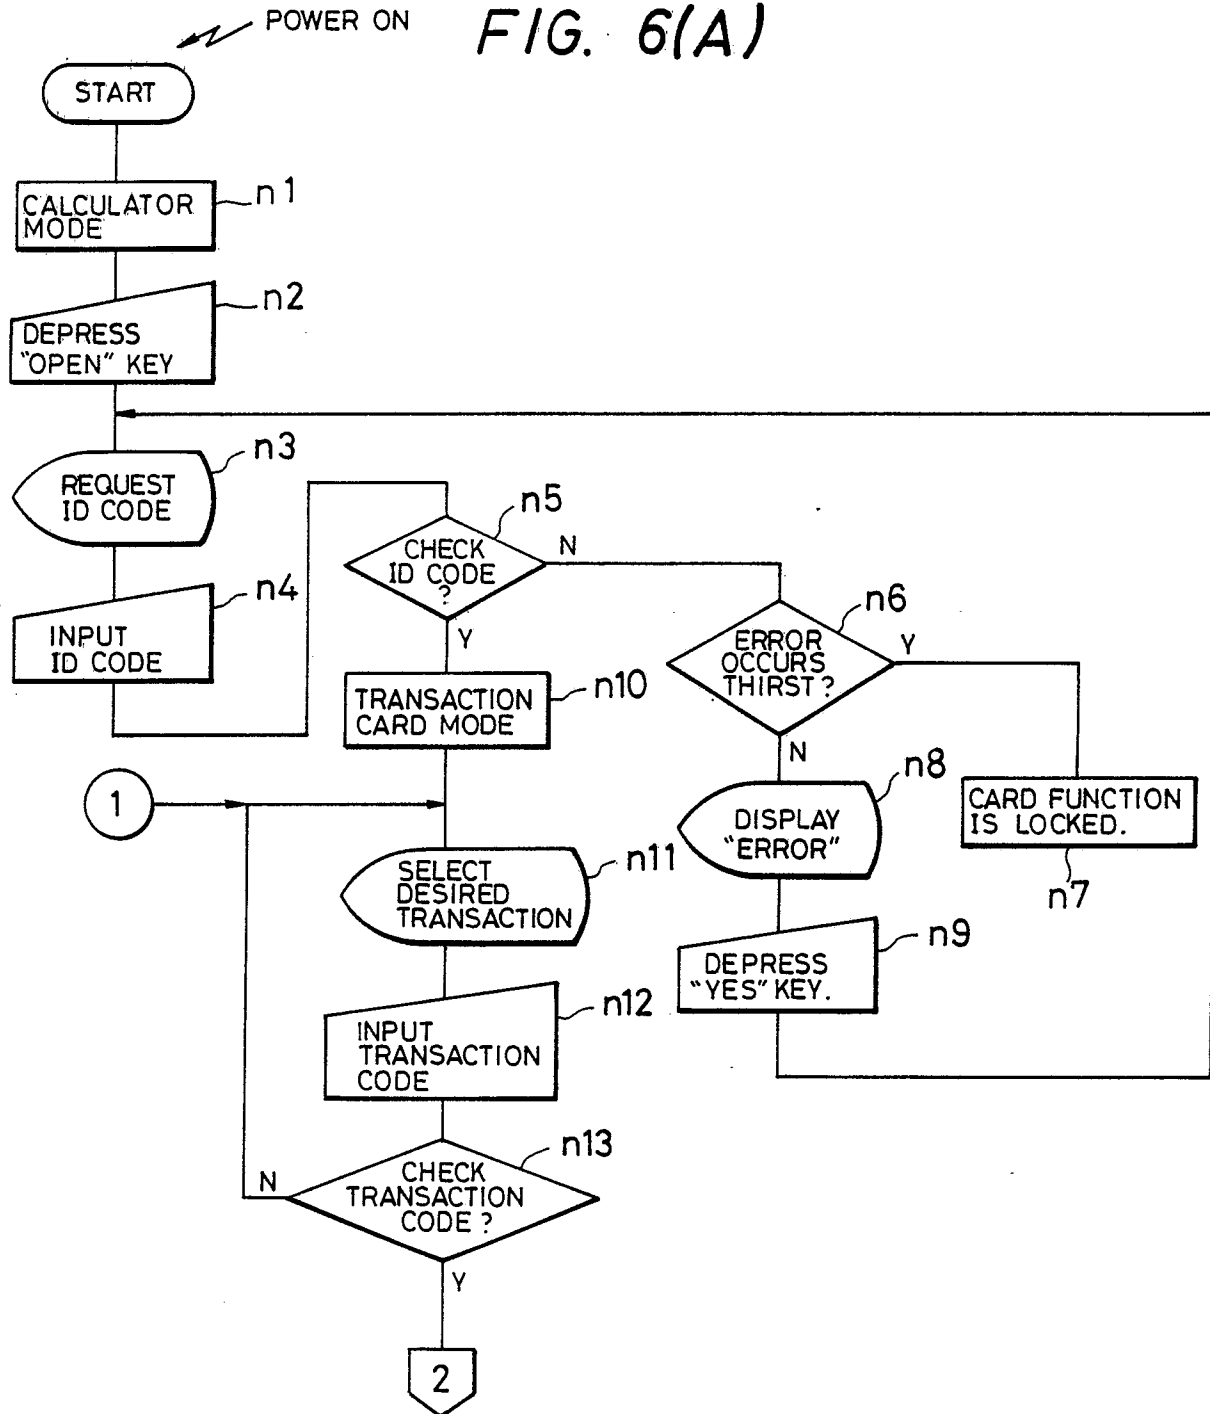 POWER ON
FIG. 6(A)
START
CALCULATOR
MODE
n1
DEPRESS
"OPEN" KEY
n2
REQUEST
ID CODE
n3
INPUT
ID CODE
n4
CHECK
ID CODE
?
n5
N
Y
ERROR
OCCURS
THIRST?
n6
Y
N
CARD FUNCTION
IS LOCKED.
n7
DISPLAY
"ERROR"
n8
DEPRESS
"YES" KEY.
n9
TRANSACTION
CARD MODE
n10
1
SELECT
DESIRED
TRANSACTION
n11
INPUT
TRANSACTION
CODE
n12
CHECK
TRANSACTION
CODE?
n13
N
Y
2